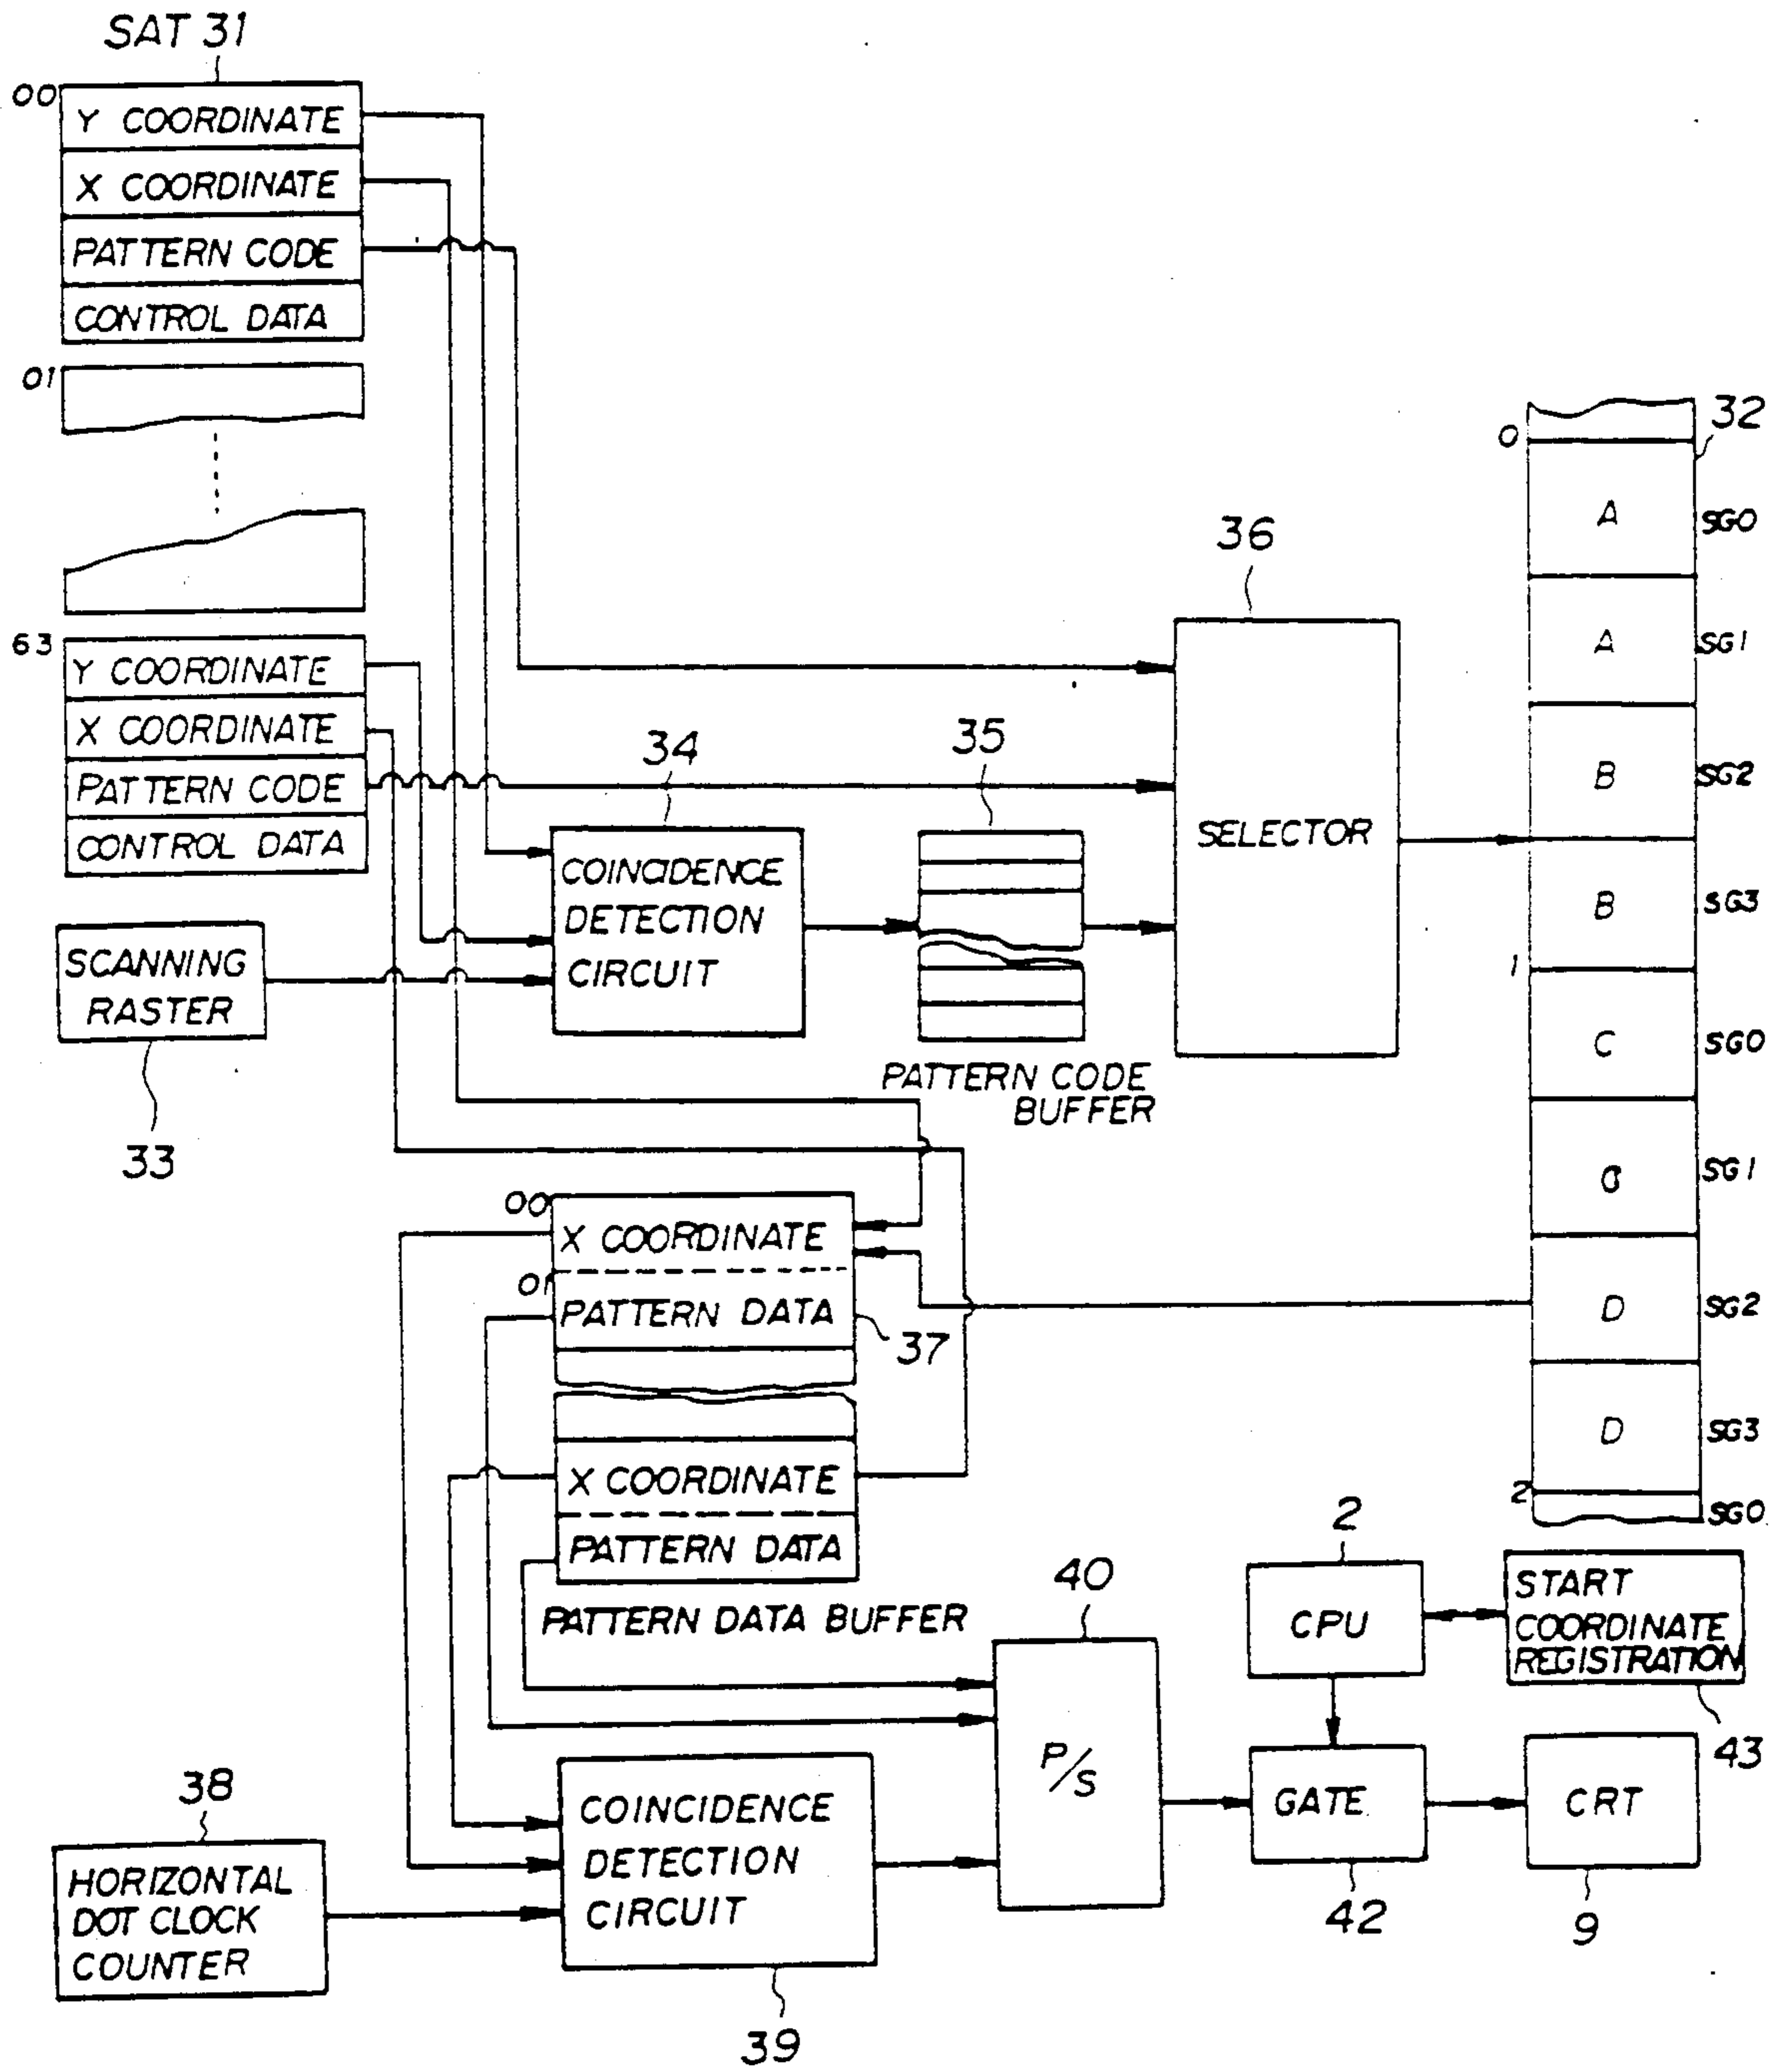 SAT 31
00
Y COORDINATE
X COORDINATE
PATTERN CODE
CONTROL DATA
01
63
Y COORDINATE
X COORDINATE
PATTERN CODE
CONTROL DATA
SCANNING
RASTER
33
34
COINCIDENCE
DETECTION
CIRCUIT
35
PATTERN CODE
BUFFER
36
SELECTOR
32
0
A
SG0
A
SG1
B
SG2
B
SG3
1
C
SG0
C
SG1
D
SG2
D
SG3
2
SG0
00
X COORDINATE
01
PATTERN DATA
37
X COORDINATE
PATTERN DATA
PATTERN DATA BUFFER
38
HORIZONTAL
DOT CLOCK
COUNTER
COINCIDENCE
DETECTION
CIRCUIT
39
40
P/S
2
CPU
START
COORDINATE
REGISTRATION
43
GATE
42
CRT
9